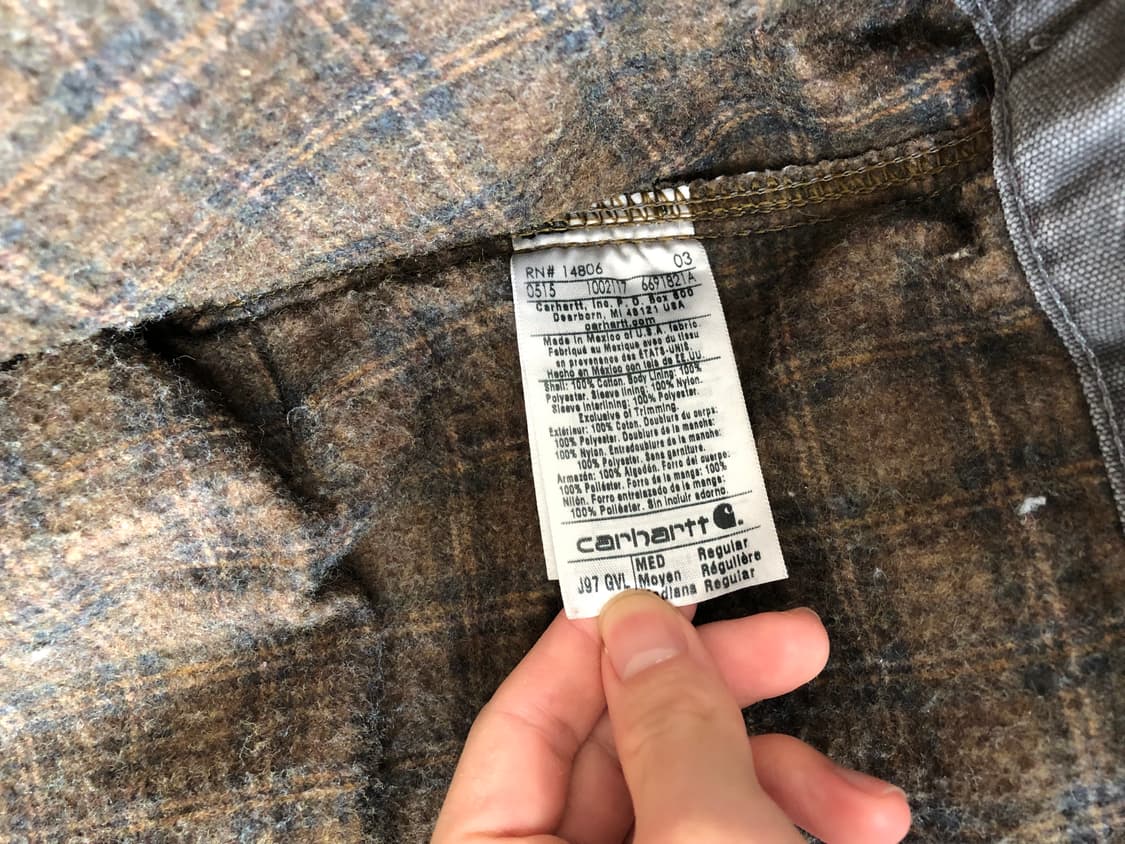 RN# 14806 03
0515 1002117 6691821A
Carhartt, Inc. P. O. Box 600
Dearborn, MI 48121 USA
carhartt.com
Made in Mexico of U.S.A. fabric.
Fabriqué au Mexique avec du tissu
en provenance des ÉTATS-UNIS.
Hecho en México con tela de EE.UU.
Shell: 100% Cotton. Body Lining: 100%
Polyester. Sleeve lining: 100% Nylon.
Sleeve Interlining: 100% Polyester.
Exclusive of Trimming.
Extérieur: 100% Coton. Doublure du corps:
100% Polyester. Doublure de la manche:
100% Nylon. Entredoublure de la manche:
100% Polyester. Sans garniture.
Armazón: 100% Algodón. Forro del cuerpo:
100% Poliéster. Forro de la manga: 100%
Nilón. Forro entrelazado de la manga:
100% Poliéster. Sin incluir adorno.
carhartt
J97 QVL
MED Regular
Moyen Régulière
Regular